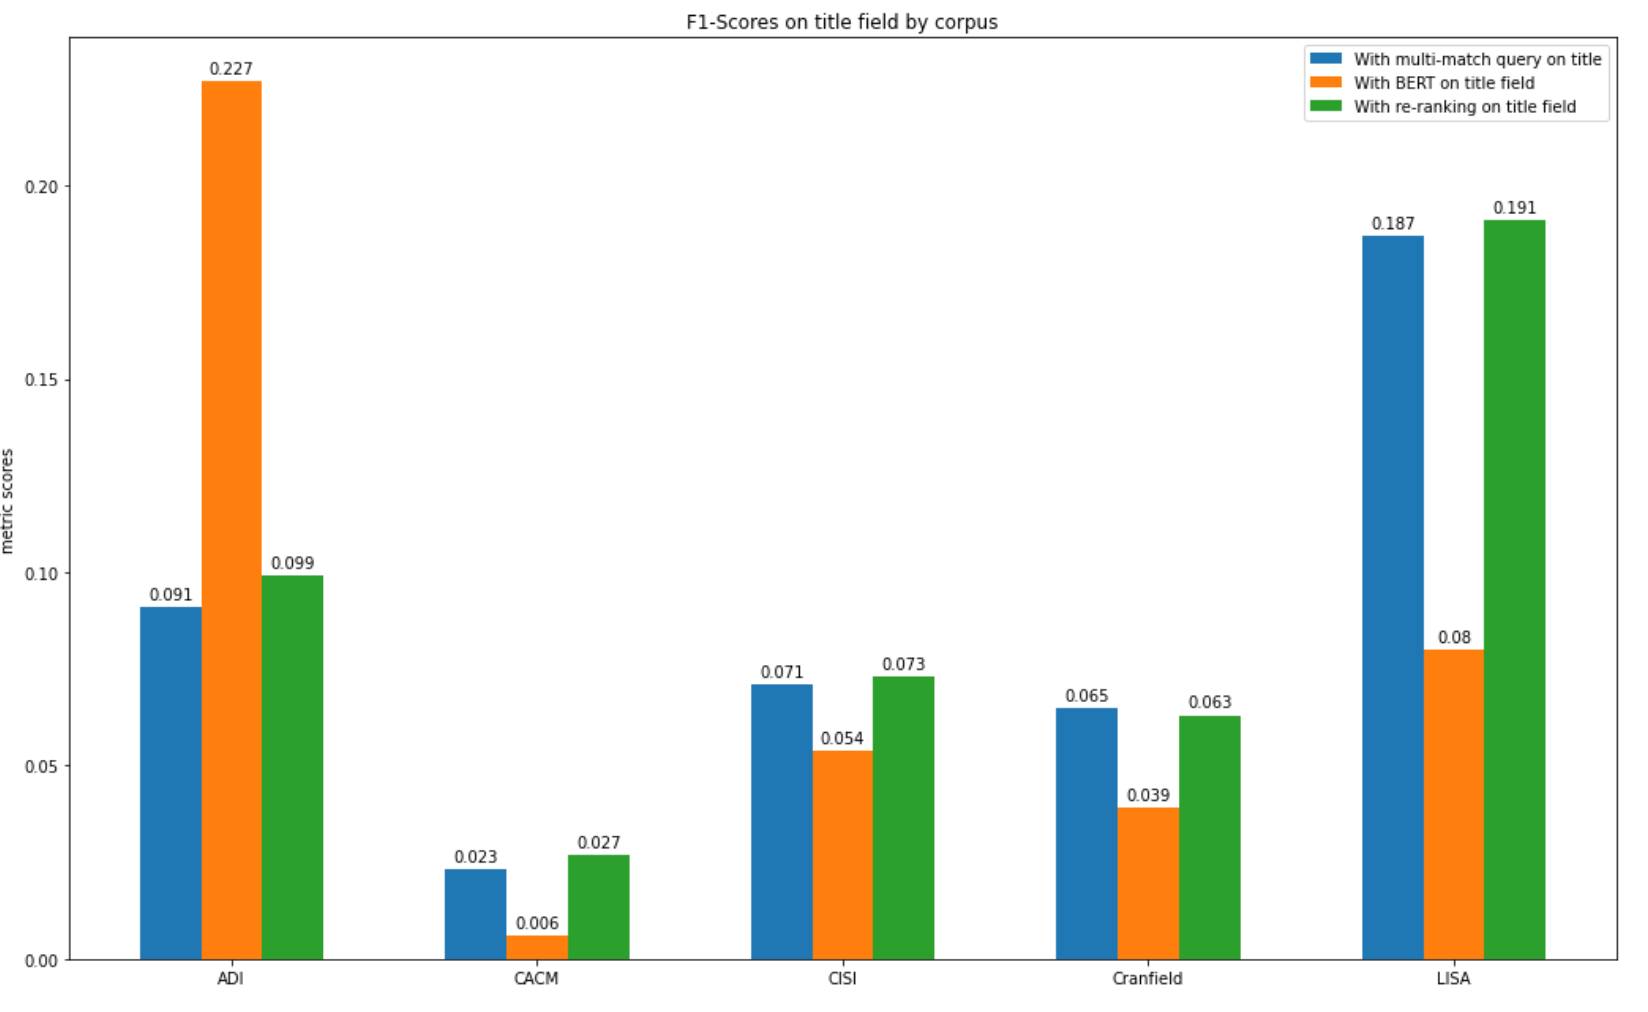 F1-Scores on title field by corpus
With multi-match query on title
With BERT on title field
With re-ranking on title field
metric scores
0.20
0.15
0.10
0.05
0.00
0.091
0.227
0.099
0.023
0.006
0.027
0.071
0.054
0.073
0.065
0.039
0.063
0.187
0.08
0.191
ADI
CACM
CISI
Cranfield
LISA